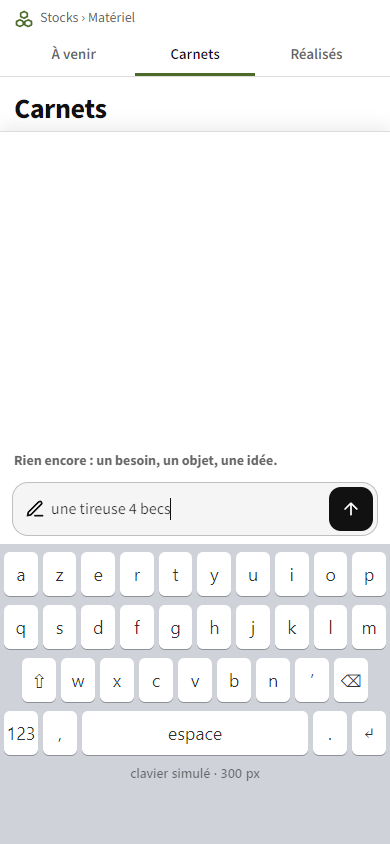 Stocks › Matériel
À venir Carnets Réalisés
Carnets
Rien encore : un besoin, un objet, une idée.
une tireuse 4 becs
a z e r t y u i o p
q s d f g h j k l m
⇧ w x c v b n ′ ⌫
123 , espace . ↵
clavier simulé · 300 px